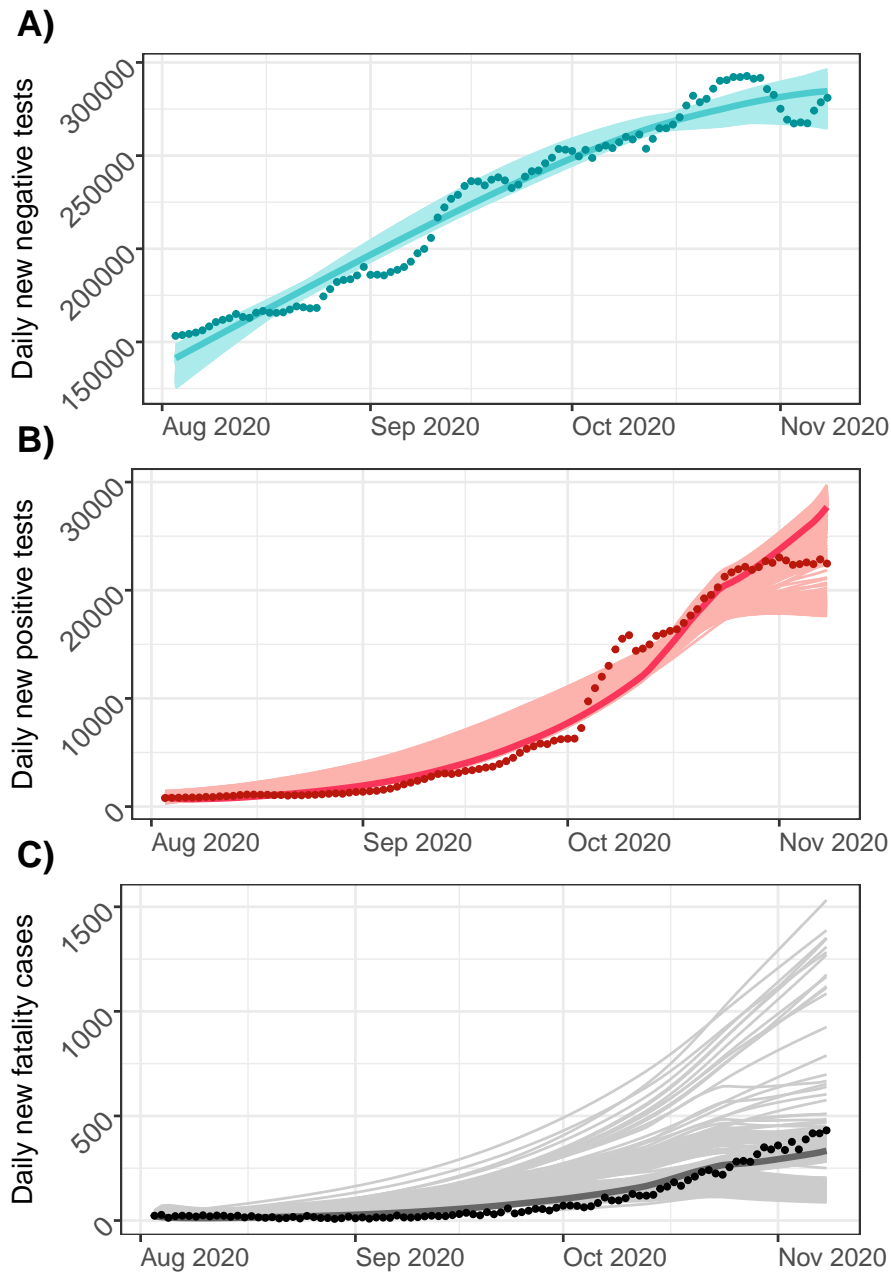 A)
Daily new negative tests
300000
250000
200000
150000
Aug 2020 Sep 2020 Oct 2020 Nov 2020
B)
Daily new positive tests
30000
20000
10000
0
Aug 2020 Sep 2020 Oct 2020 Nov 2020
C)
Daily new fatality cases
1500
1000
500
0
Aug 2020 Sep 2020 Oct 2020 Nov 2020